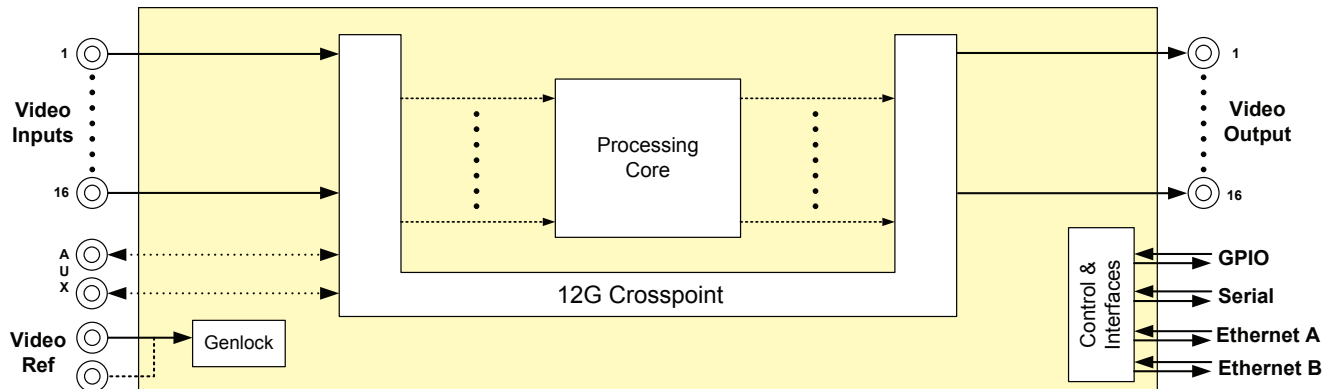 1
Video
Inputs
16
A
U
X
Video
Ref
Genlock
Processing
Core
12G Crosspoint
1
Video
Output
16
Control &
Interfaces
GPIO
Serial
Ethernet A
Ethernet B